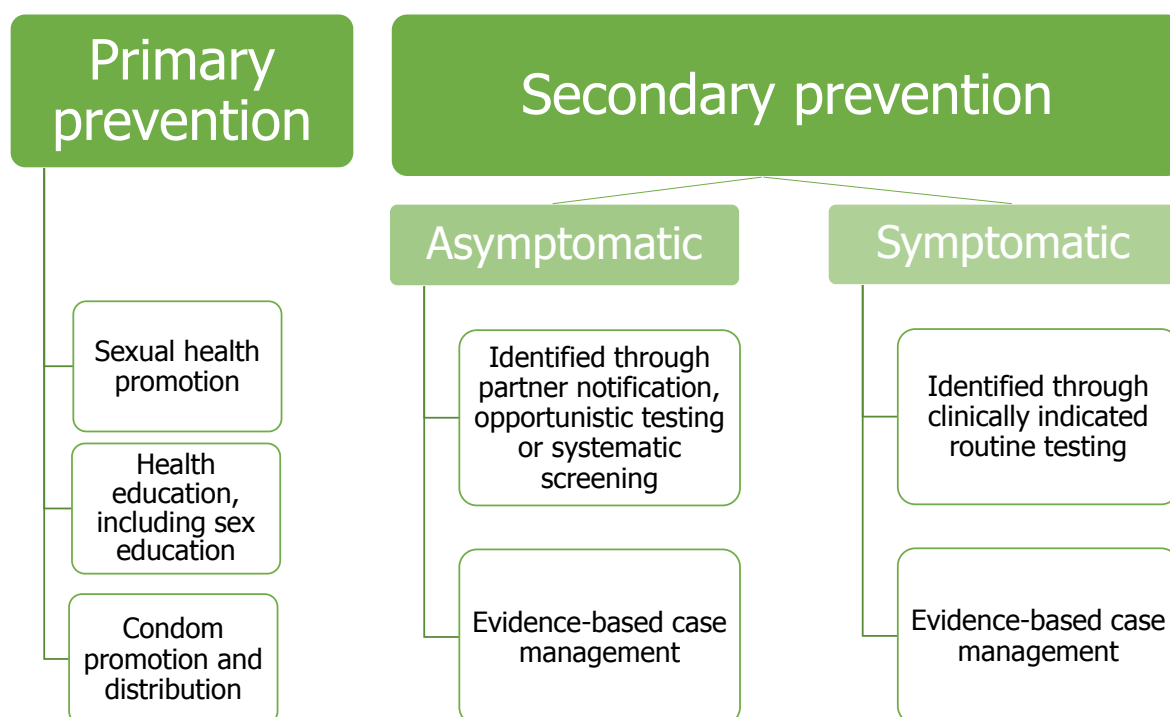 Primary
prevention
Sexual health
promotion
Health
education,
including sex
education
Condom
promotion and
distribution
Secondary prevention
Asymptomatic
Identified through
partner notification,
opportunistic testing
or systematic
screening
Evidence-based case
management
Symptomatic
Identified through
clinically indicated
routine testing
Evidence-based case
management